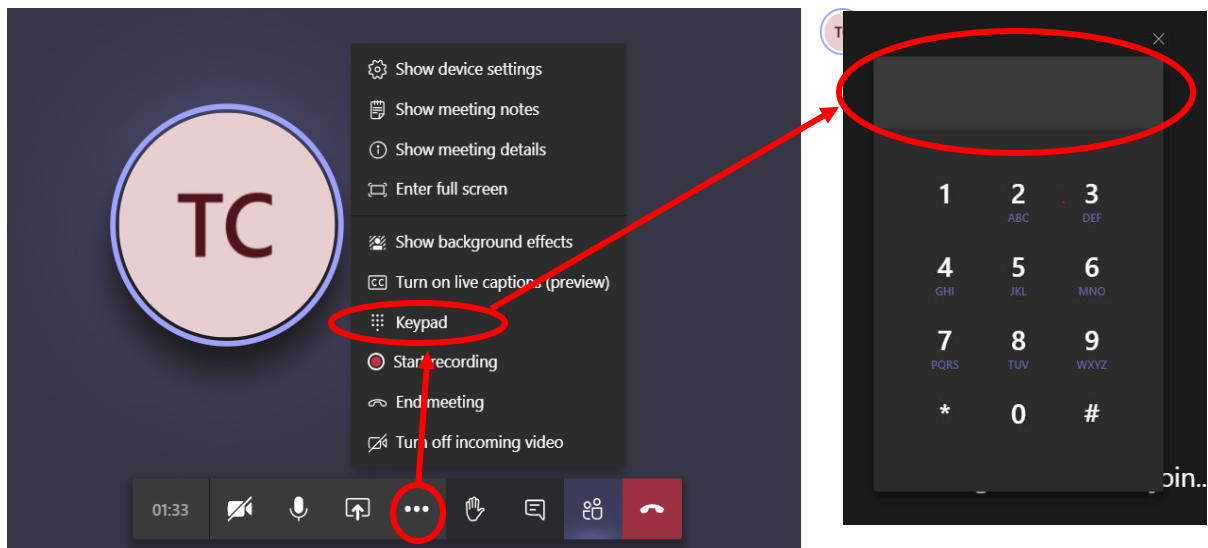 TC
Show device settings
Show meeting notes
Show meeting details
Enter full screen
Show background effects
CC Turn on live captions (preview)
Keypad
Start recording
End meeting
Turn off incoming video
01:33
1 2 3
ABC DEF
4 5 6
GHI JKL MNO
7 8 9
PQRS TUV WXYZ
* 0 #